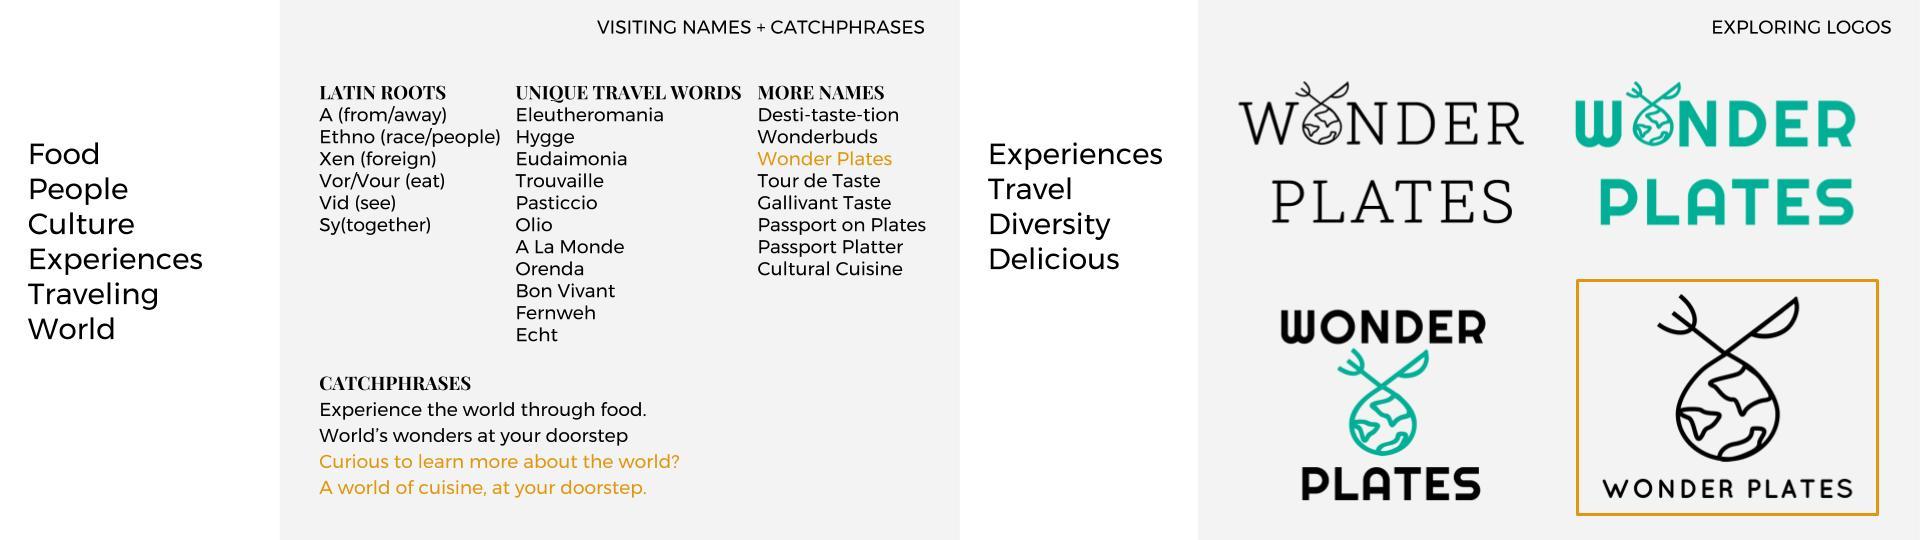 Food
People
Culture
Experiences
Traveling
World
VISITING NAMES + CATCHPHRASES
LATIN ROOTS
A (from/away)
Ethno (race/people)
Xen (foreign)
Vor/Vour (eat)
Vid (see)
Sy(together)
UNIQUE TRAVEL WORDS
Eleutheromania
Hygge
Eudaimonia
Trouvaille
Pasticcio
Olio
A La Monde
Orenda
Bon Vivant
Fernweh
Echt
MORE NAMES
Desti-taste-tion
Wonderbuds
Wonder Plates
Tour de Taste
Gallivant Taste
Passport on Plates
Passport Platter
Cultural Cuisine
CATCHPHRASES
Experience the world through food.
World's wonders at your doorstep
Curious to learn more about the world?
A world of cuisine, at your doorstep.
Experiences
Travel
Diversity
Delicious
EXPLORING LOGOS
WONDER
PLATES
WONDER
PLATES
WONDER
PLATES
WONDER PLATES